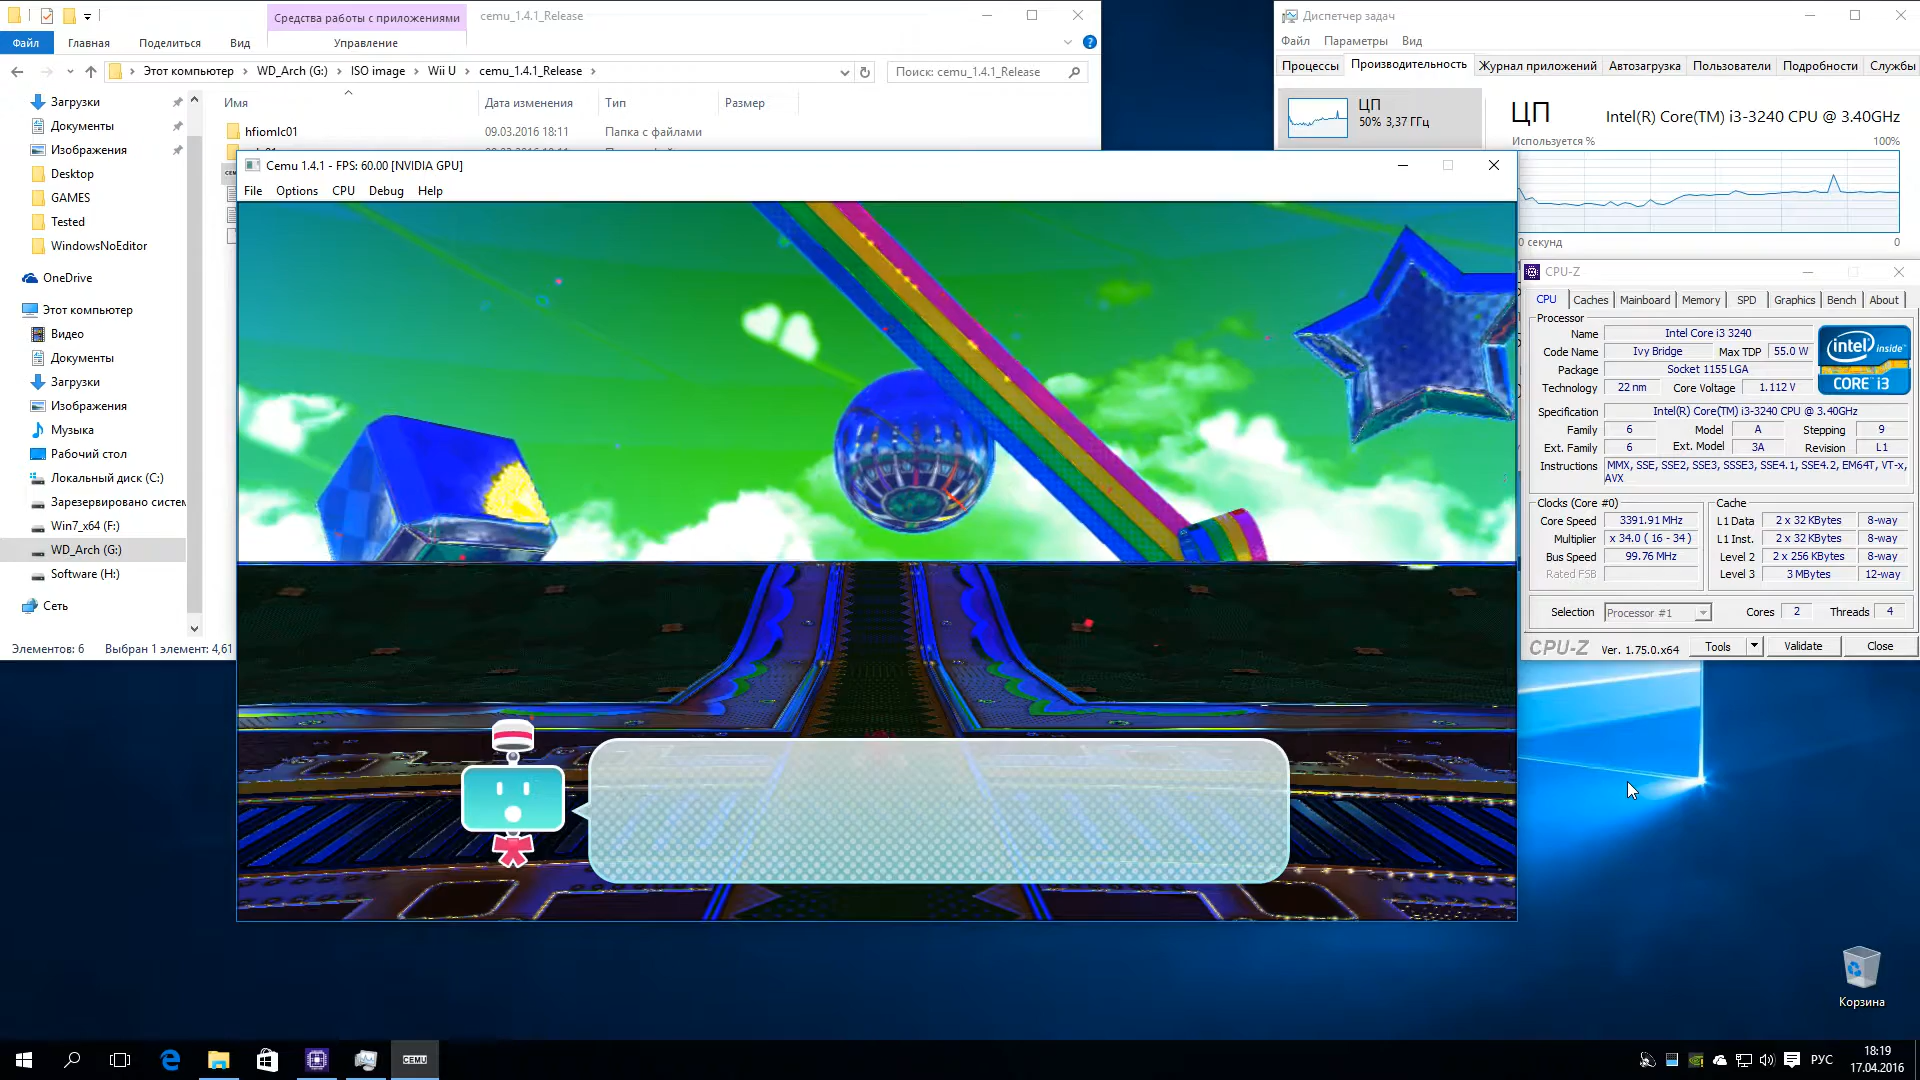 Средства работы с приложениями
cemu_1.4.1_Release
Файл
Главная
Поделиться
Вид
Управление
Этот компьютер
WD_Arch (G:)
ISO image
Wii U
cemu_1.4.1_Release
Поиск: cemu_1.4.1_Release
Загрузки
Документы
Изображения
Desktop
GAMES
Tested
WindowsNoEditor
OneDrive
Этот компьютер
Видео
Документы
Загрузки
Изображения
Музыка
Рабочий стол
Локальный диск (C:)
Зарезервировано систем
Win7_x64 (F:)
WD_Arch (G:)
Software (H:)
Сеть
Имя
Дата изменения
Тип
Размер
hfiomlc01
09.03.2016 18:11
Папка с файлами
Элементов: 6
Выбран 1 элемент: 4,61
Cemu 1.4.1 - FPS: 60.00 [NVIDIA GPU]
File
Options
CPU
Debug
Help
Диспетчер задач
Файл
Параметры
Вид
Процессы
Производительность
Журнал приложений
Автозагрузка
Пользователи
Подробности
Службы
ЦП
50% 3,37 ГГц
ЦП
Intel(R) Core(TM) i3-3240 CPU @ 3.40GHz
Используется %
100%
0 секунд
0
CPU-Z
CPU
Caches
Mainboard
Memory
SPD
Graphics
Bench
About
Processor
Name Intel Core i3 3240
Code Name Ivy Bridge Max TDP 55.0 W
Package Socket 1155 LGA
Technology 22 nm Core Voltage 1.112 V
intel inside
CORE i3
Specification Intel(R) Core(TM) i3-3240 CPU @ 3.40GHz
Family 6 Model A Stepping 9
Ext. Family 6 Ext. Model 3A Revision L1
Instructions MMX, SSE, SSE2, SSE3, SSSE3, SSE4.1, SSE4.2, EM64T, VT-x,
AVX
Clocks (Core #0)
Core Speed 3391.91 MHz
Multiplier x 34.0 ( 16 - 34 )
Bus Speed 99.76 MHz
Rated FSB
Cache
L1 Data 2 x 32 KBytes 8-way
L1 Inst. 2 x 32 KBytes 8-way
Level 2 2 x 256 KBytes 8-way
Level 3 3 MBytes 12-way
Selection Processor #1 Cores 2 Threads 4
CPU-Z Ver. 1.75.0.x64 Tools Validate Close
Корзина
CEMU
РУС
18:19
17.04.2016